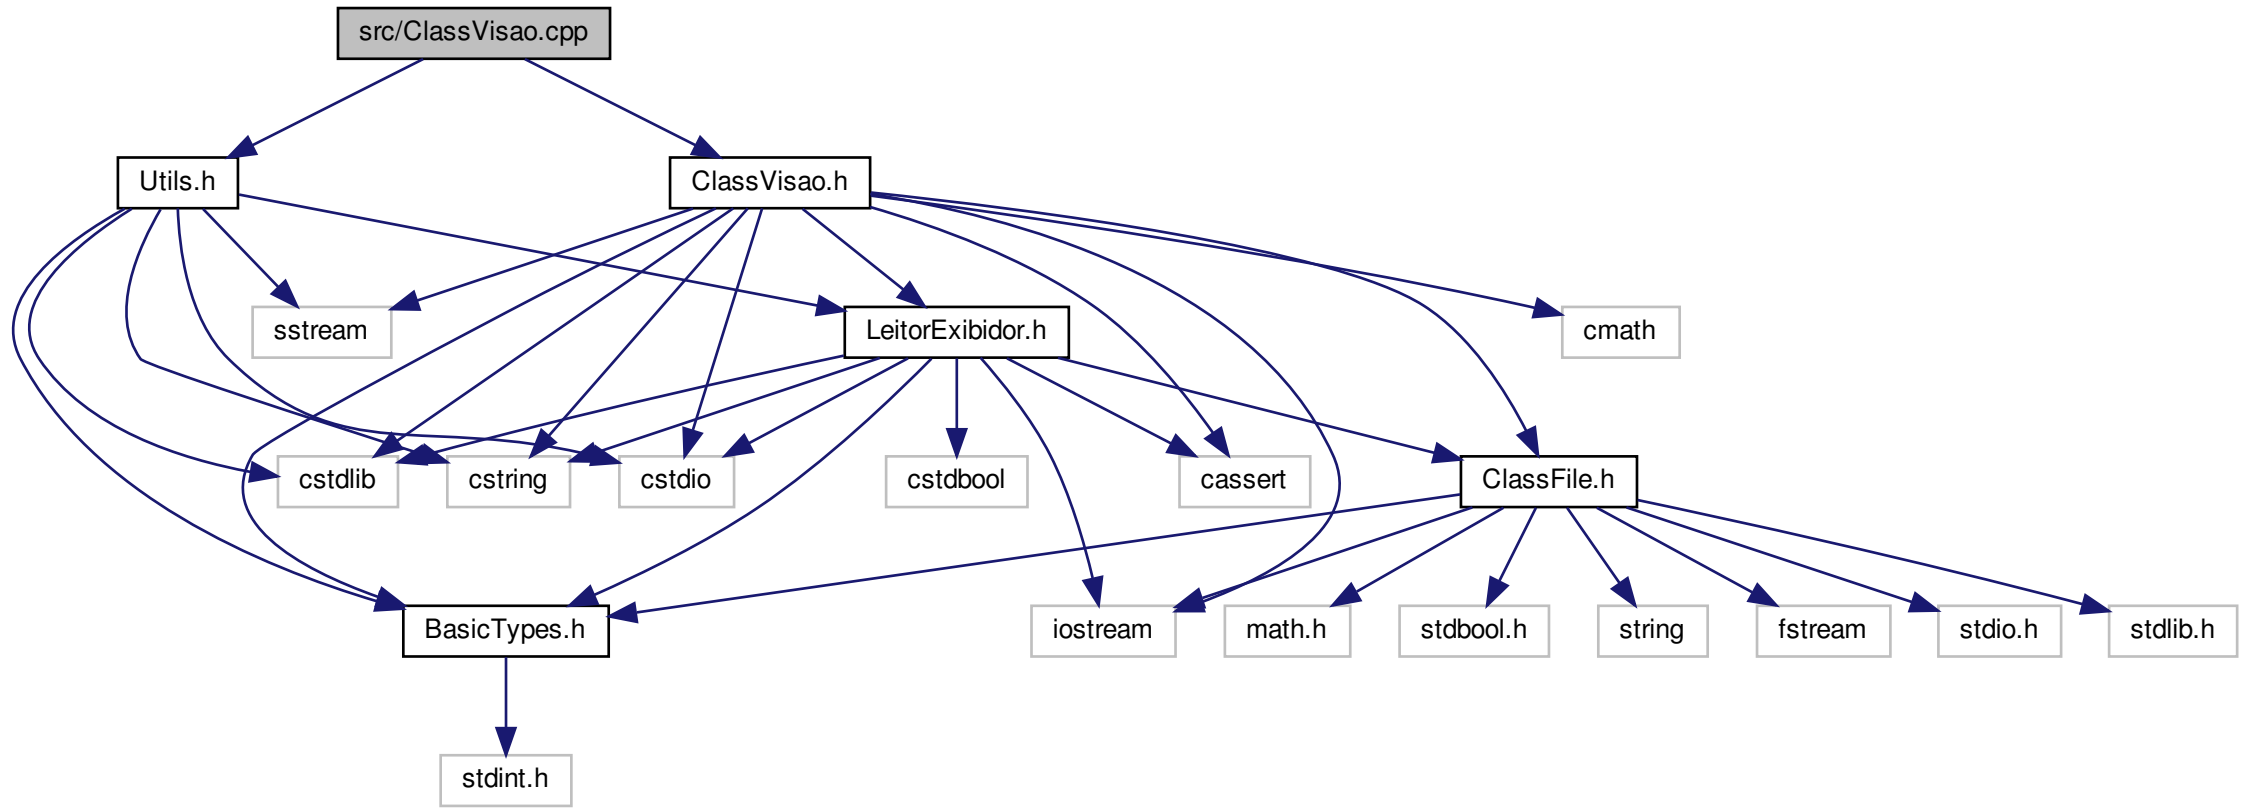 src/ClassVisao.cpp
Utils.h
ClassVisao.h
sstream
LeitorExibidor.h
cmath
cstdlib
cstring
cstdio
cstdbool
cassert
ClassFile.h
BasicTypes.h
iostream
math.h
stdbool.h
string
fstream
stdio.h
stdlib.h
stdint.h